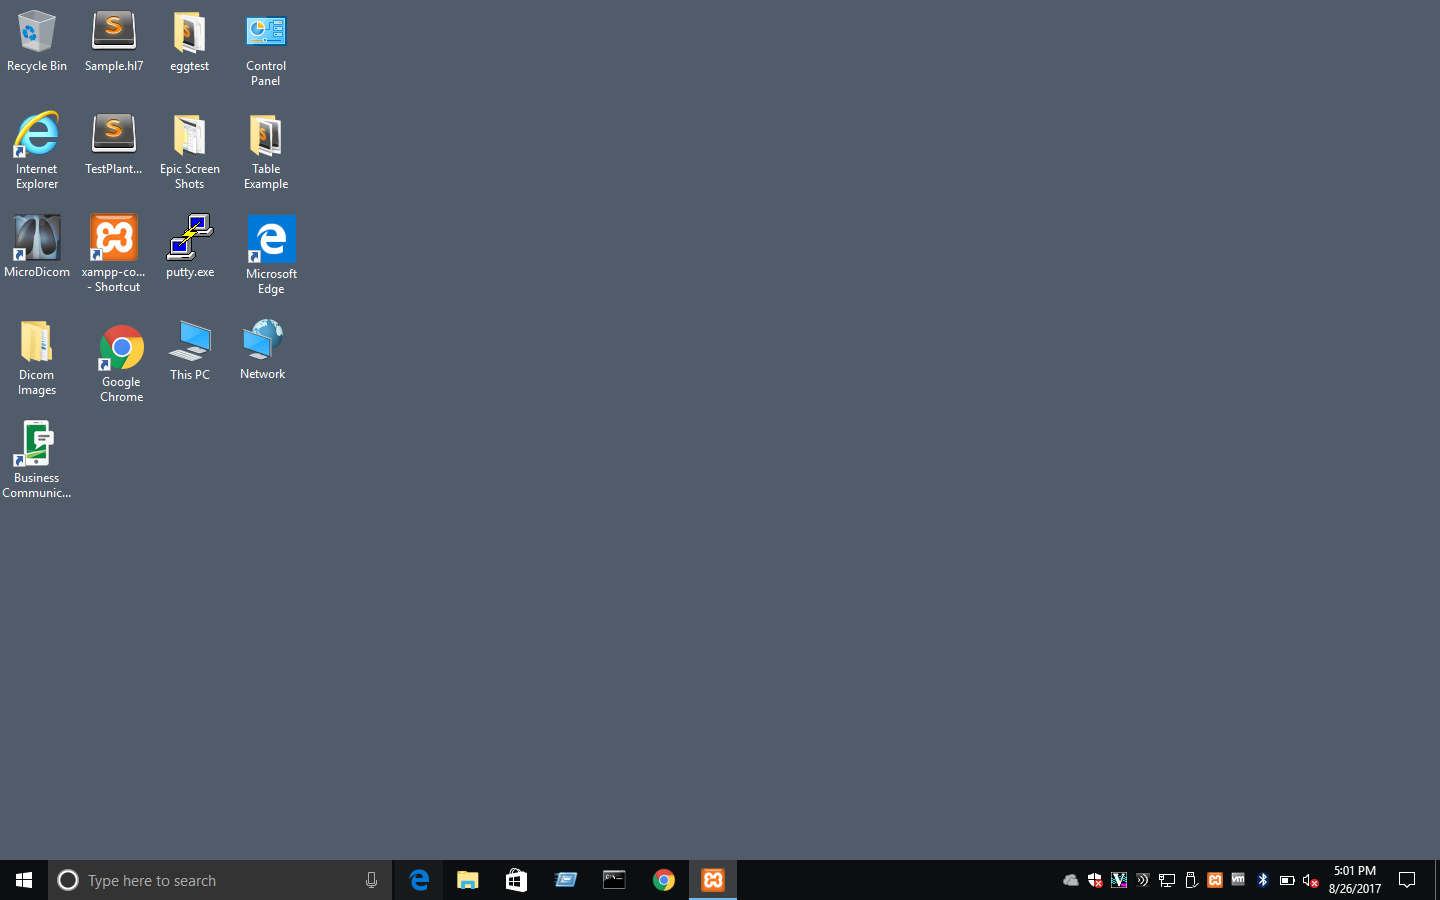 Recycle Bin
Sample.hl7
eggtest
Control
Panel
Internet
Explorer
TestPlant...
Epic Screen
Shots
Table
Example
MicroDicom
xampp-co...
- Shortcut
putty.exe
Microsoft
Edge
Dicom
Images
Google
Chrome
This PC
Network
Business
Communic...
Type here to search
5:01 PM
8/26/2017